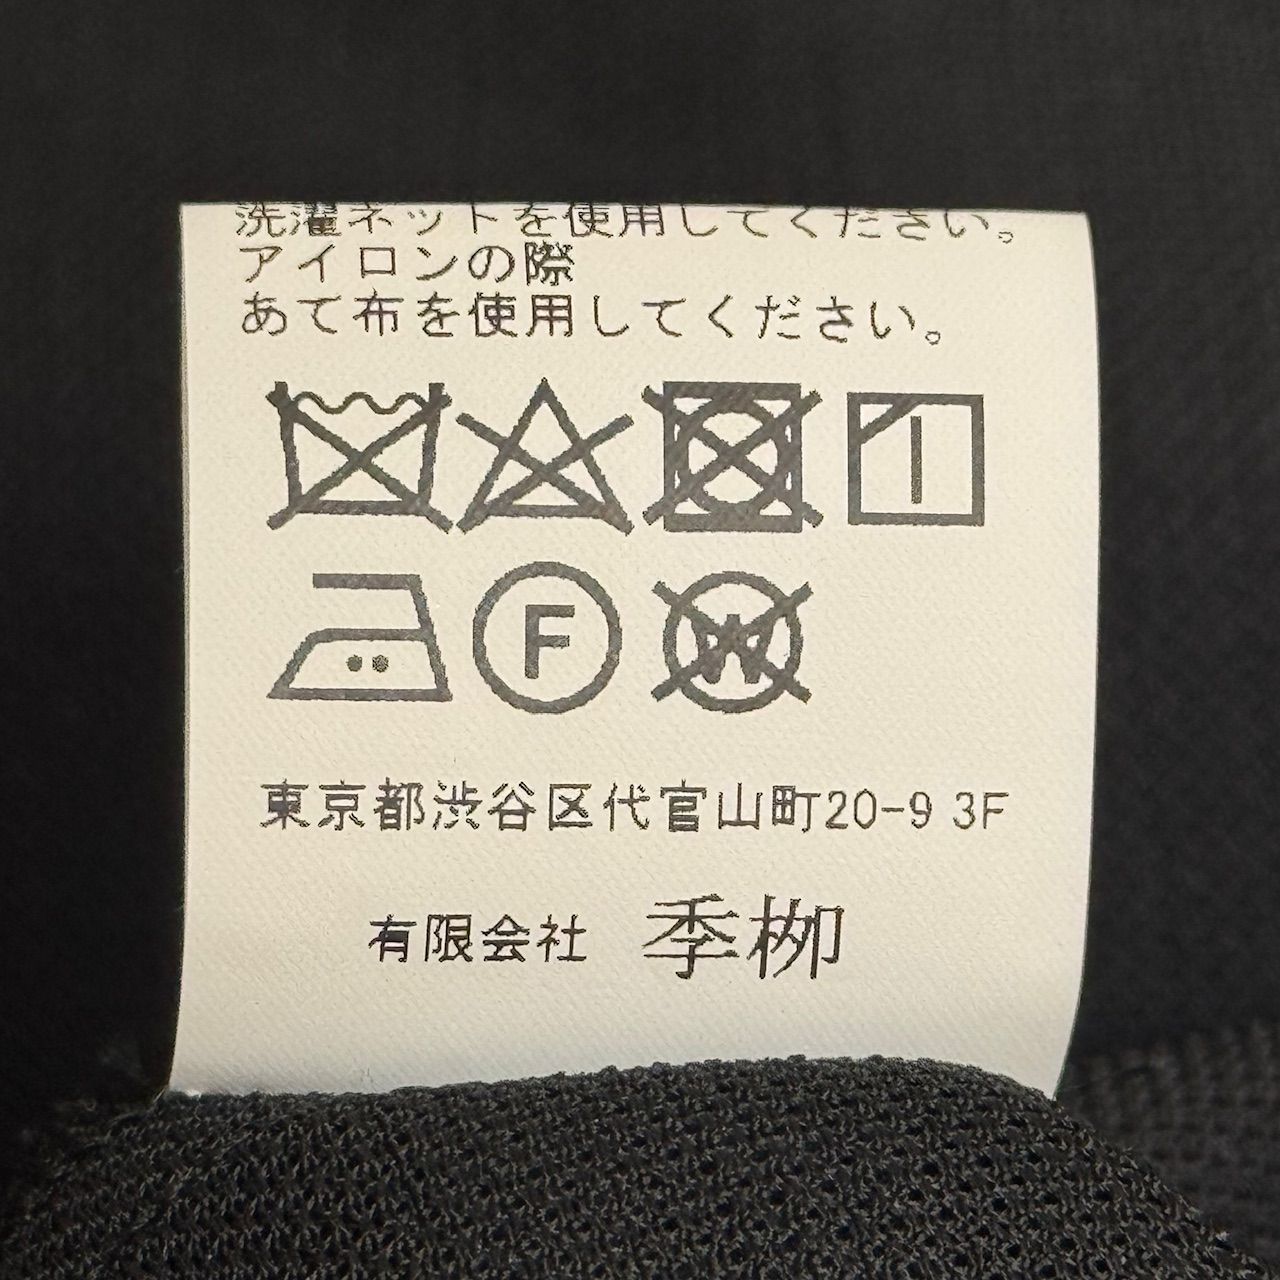 洗濯ネットを使用してください。
アイロンの際
あて布を使用してください。
F
W
東京都渋谷区代官山町20-9 3F
有限会社 季栁